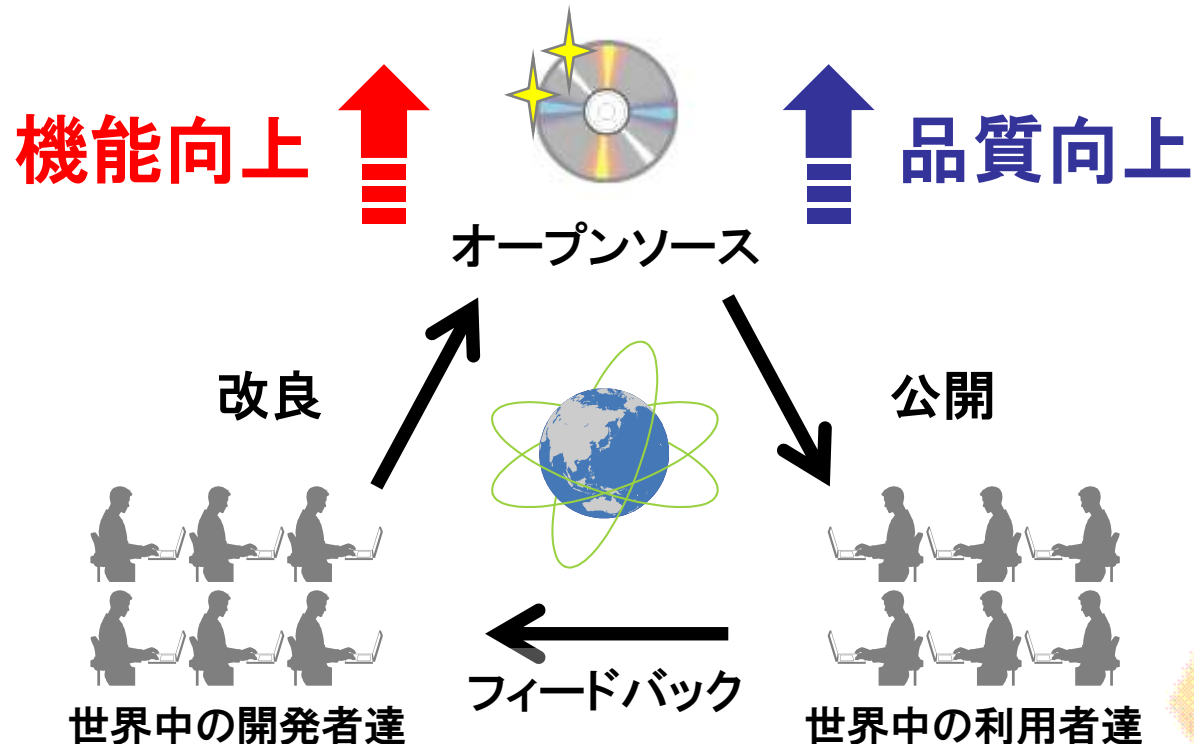 機能向上
品質向上
オープンソース
改良
公開
フィードバック
世界中の開発者達
世界中の利用者達